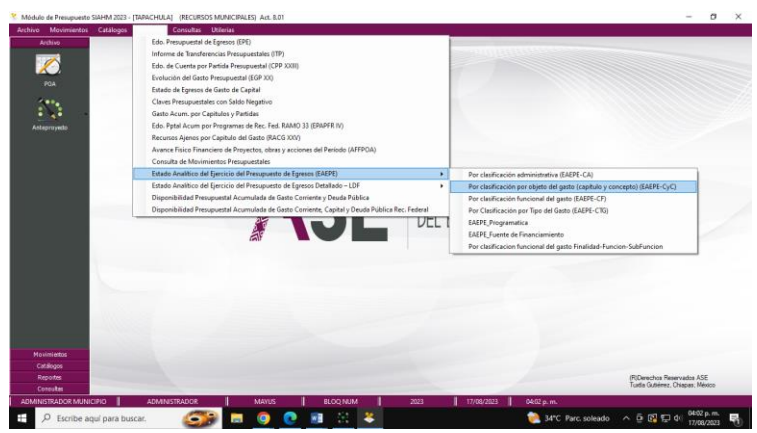 Módulo de Presupuesto SIAHM 2023 - [TAPACHULA] (RECURSOS MUNICIPALES) Act. 8.01
Archivo Movimientos Catálogos Consultas Utilerias
Archivo
POA
Anteproyecto
Edo. Presupuestal de Egresos (EPE)
Informe de Transferencias Presupuestales (ITP)
Edo. de Cuenta por Partida Presupuestal (CPP XXIII)
Evolución del Gasto Presupuestal (EGP XX)
Estado de Egresos de Gasto de Capital
Claves Presupuestales con Saldo Negativo
Gasto Acum. por Capitulos y Partidas
Edo. Pptal Acum por Programas de Rec. Fed. RAMO 33 (EPAPFR IV)
Recursos Ajenos por Capitulo del Gasto (RACG XXV)
Avance Fisico Financiero de Proyectos, obras y acciones del Periodo (AFFPOA)
Consulta de Movimientos Presupuestales
Estado Analítico del Ejercicio del Presupuesto de Egresos (EAEPE)
Estado Analítico del Ejercicio del Presupuesto de Egresos Detallado – LDF
Disponibilidad Presupuestal Acumulada de Gasto Corriente y Deuda Pública
Disponibilidad Presupuestal Acumulada de Gasto Corriente, Capital y Deuda Pública Rec. Federal
Por clasificación administrativa (EAEPE-CA)
Por clasificación por objeto del gasto (capítulo y concepto) (EAEPE-CyC)
Por clasificación funcional del gasto (EAEPE-CF)
Por Clasificación por Tipo del Gasto (EAEPE-CTG)
EAEPE_Programatica
EAEPE_Fuente de Financiamiento
Por clasificacion funcional del gasto Finalidad-Funcion-SubFuncion
ASE
Movimientos
Catálogos
Reportes
Consultas
(R)Derechos Reservados ASE
Tuxtla Gutiérrez, Chiapas; México
ADMINISTRADOR MUNICIPIO ADMINISTRADOR MAYUS BLOQ NUM 2023 17/08/2023 04:02 p. m.
Escribe aquí para buscar.
34°C Parc. soleado
04:02 p. m.
17/08/2023